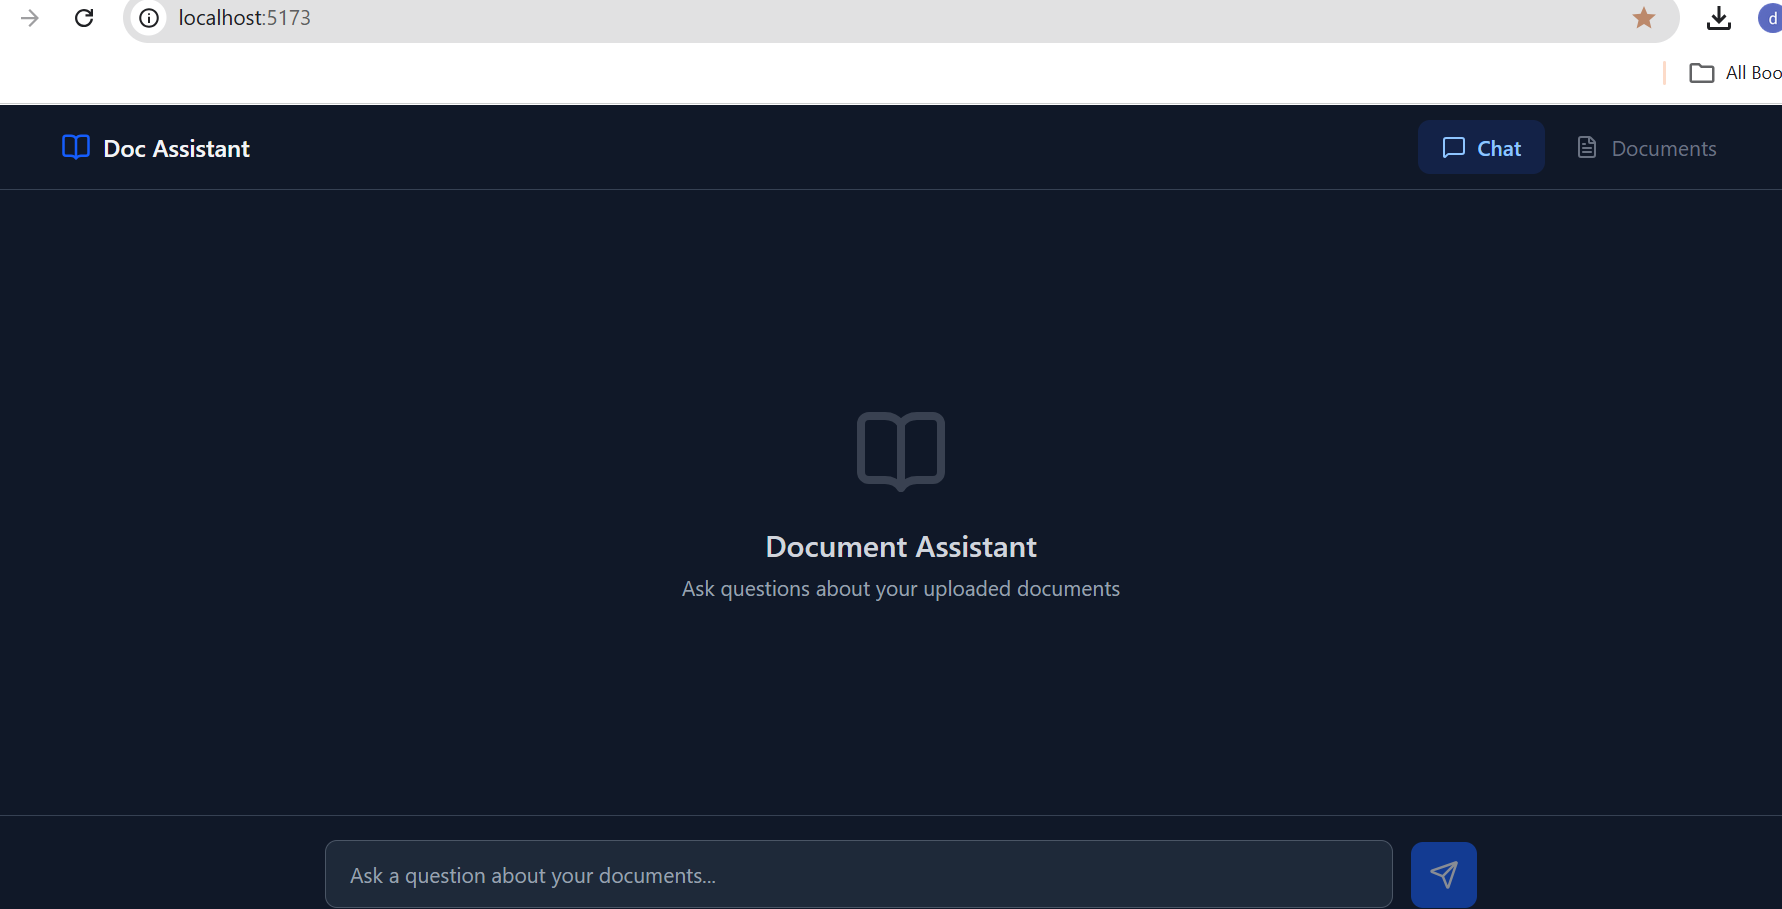 localhost:5173
d
All Boo
Doc Assistant
Chat
Documents
Document Assistant
Ask questions about your uploaded documents
Ask a question about your documents...